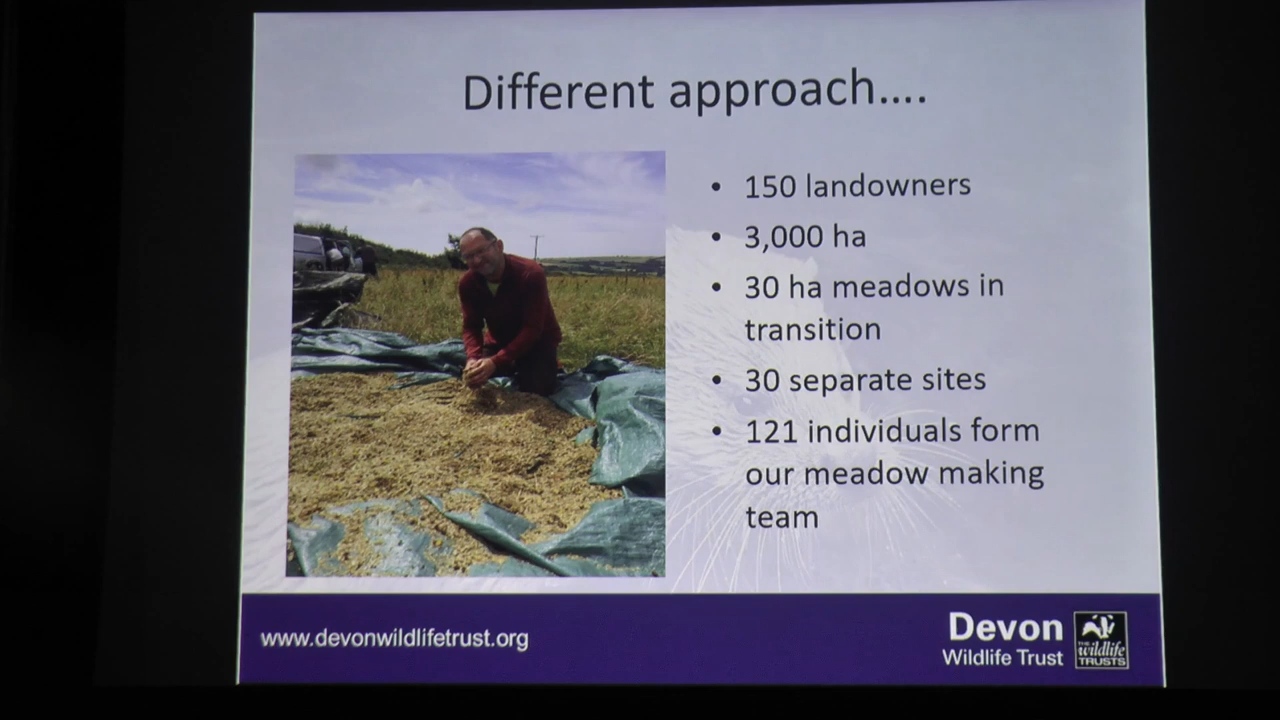 Different approach....
• 150 landowners
• 3,000 ha
• 30 ha meadows in
transition
• 30 separate sites
• 121 individuals form
our meadow making
team
www.devonwildlifetrust.org
Devon
Wildlife Trust
THE
wildlife
TRUSTS